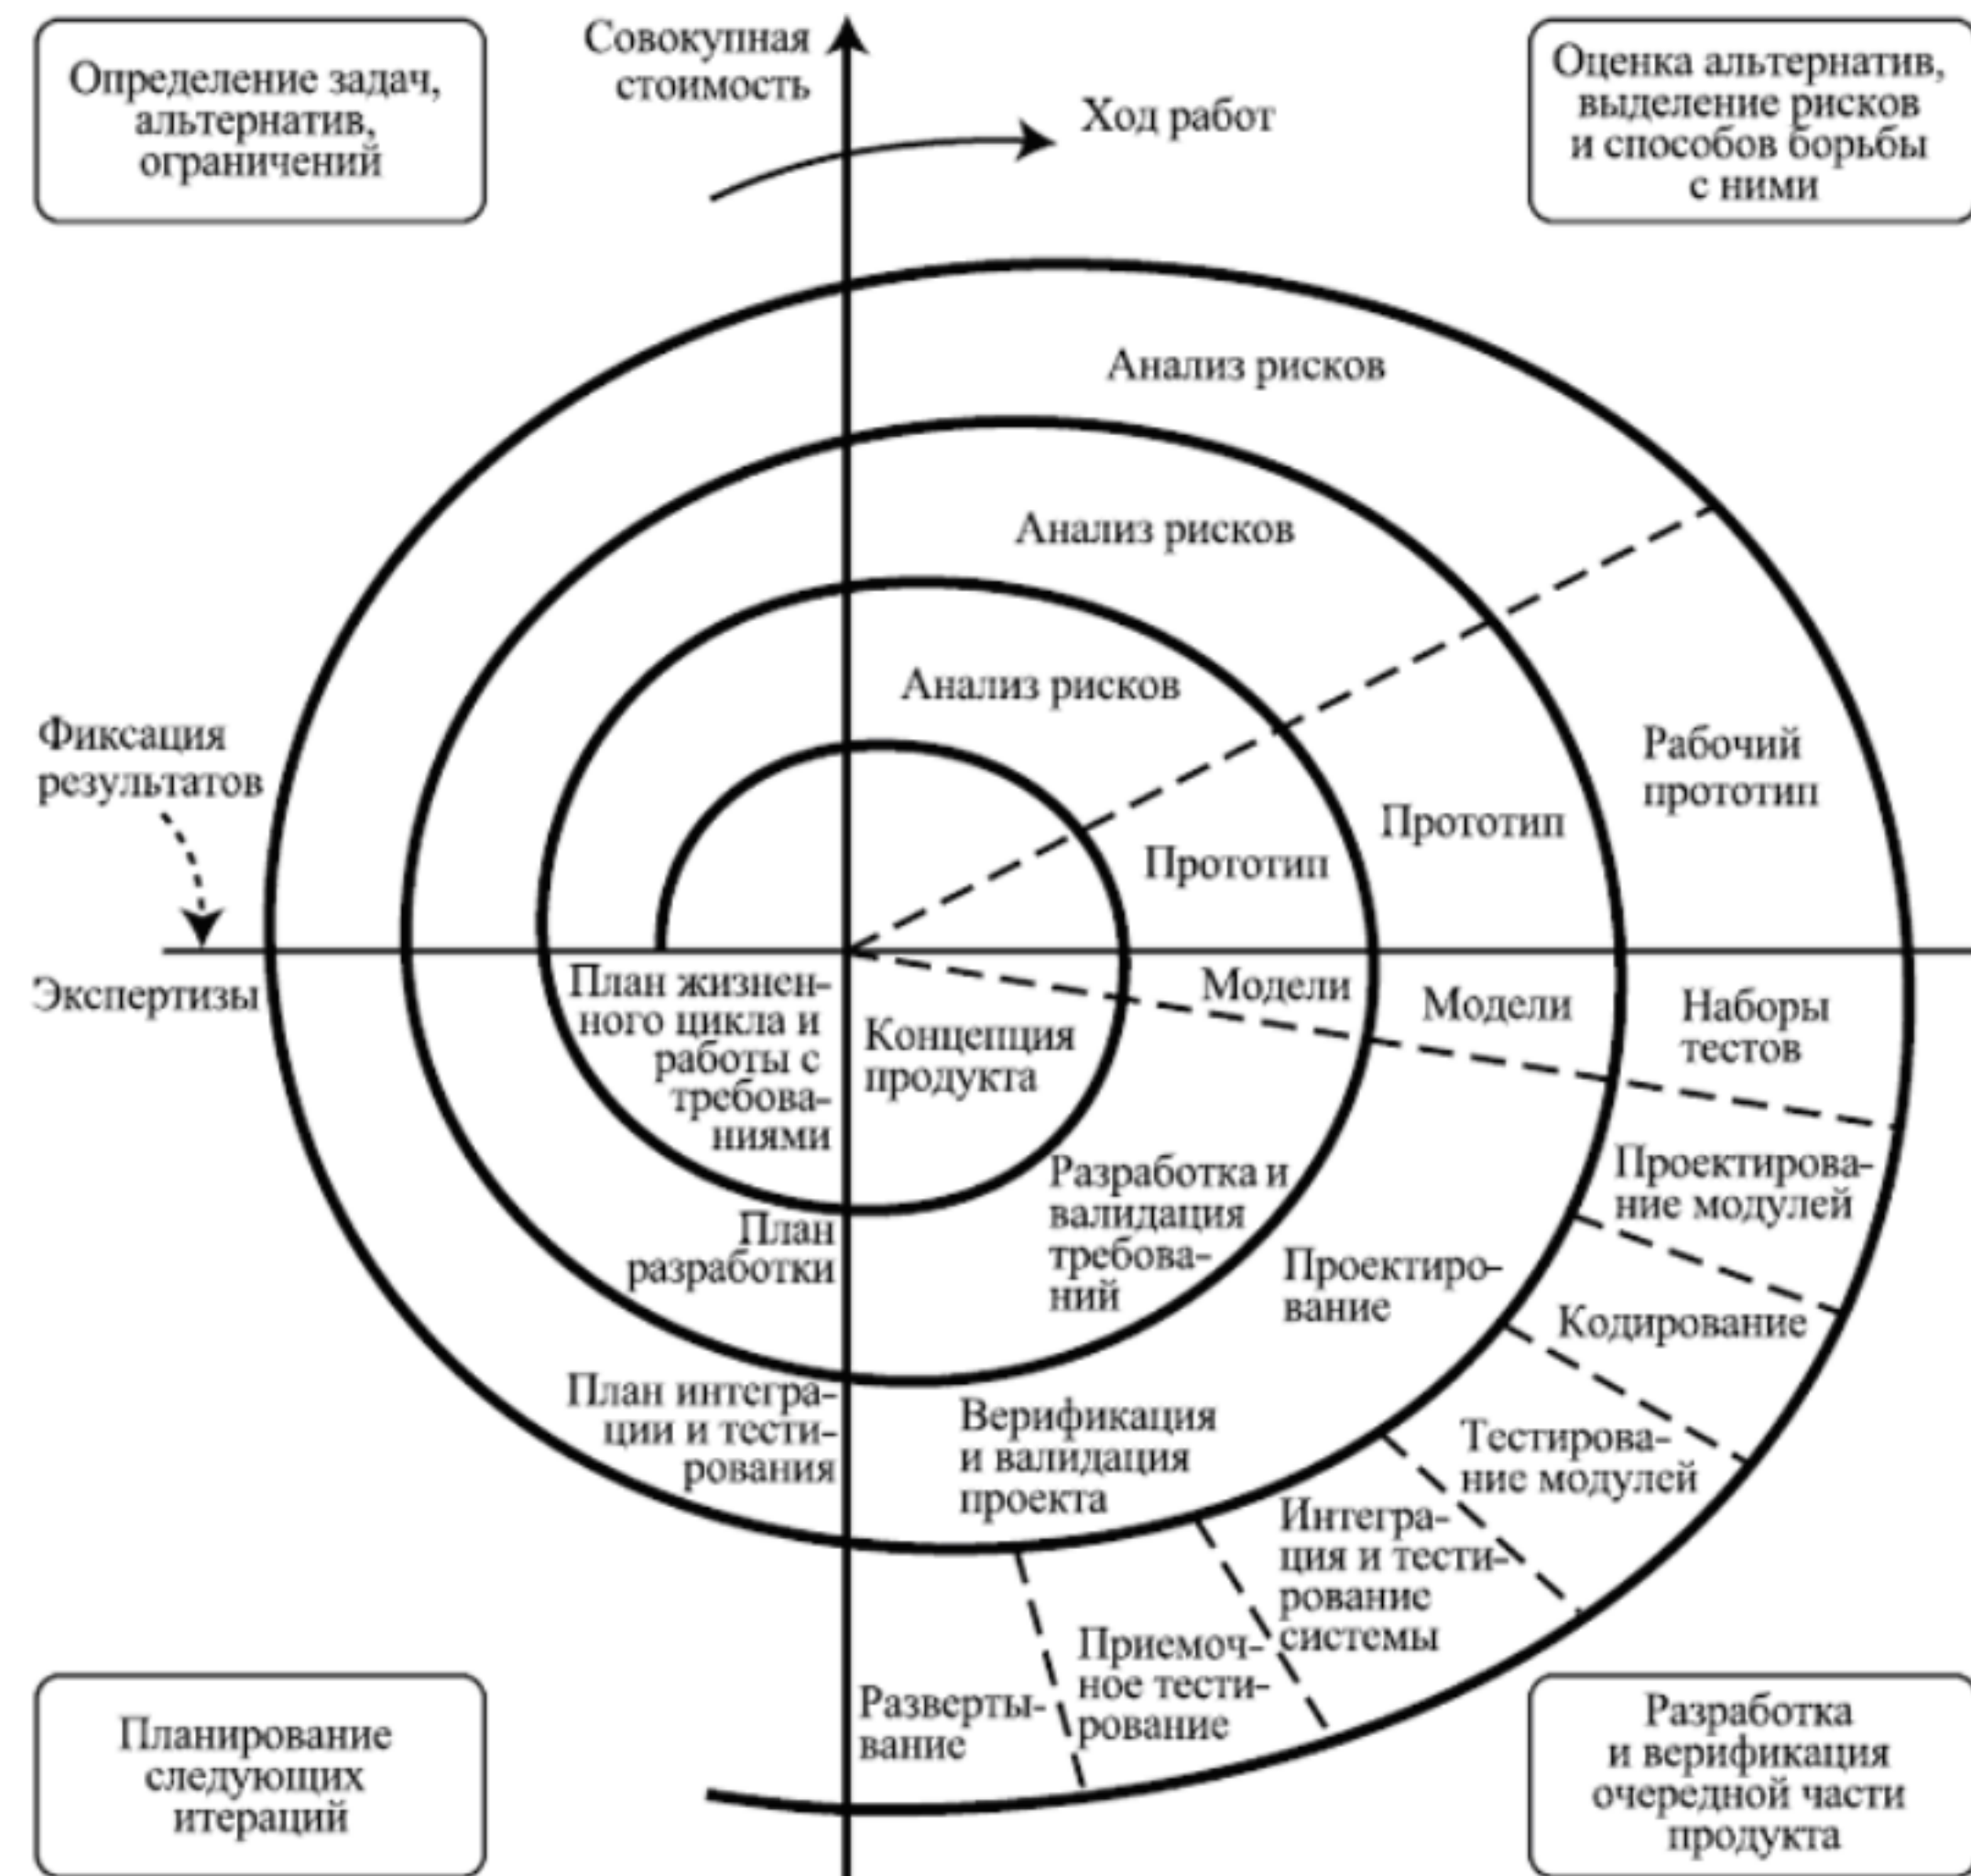 Определение задач,
альтернатив,
ограничений
Совокупная
стоимость
Ход работ
Оценка альтернатив,
выделение рисков
и способов борьбы
с ними
Анализ рисков
Анализ рисков
Анализ рисков
Фиксация
результатов
Рабочий
прототип
Прототип
Прототип
Экспертизы
План жизнен-
ного цикла и
работы с
требова-
ниями
Концепция
продукта
Модели
Модели
Наборы
тестов
План
разработки
Разработка и
валидация
требова-
ний
Проектиро-
вание
Проектирова-
ние модулей
Кодирование
План интегра-
ции и тести-
рования
Верификация
и валидация
проекта
Тестирова-
ние модулей
Интегра-
ция и тести-
рование
системы
Приемоч-
ное тести-
рование
Разверты-
вание
Планирование
следующих
итераций
Разработка
и верификация
очередной части
продукта